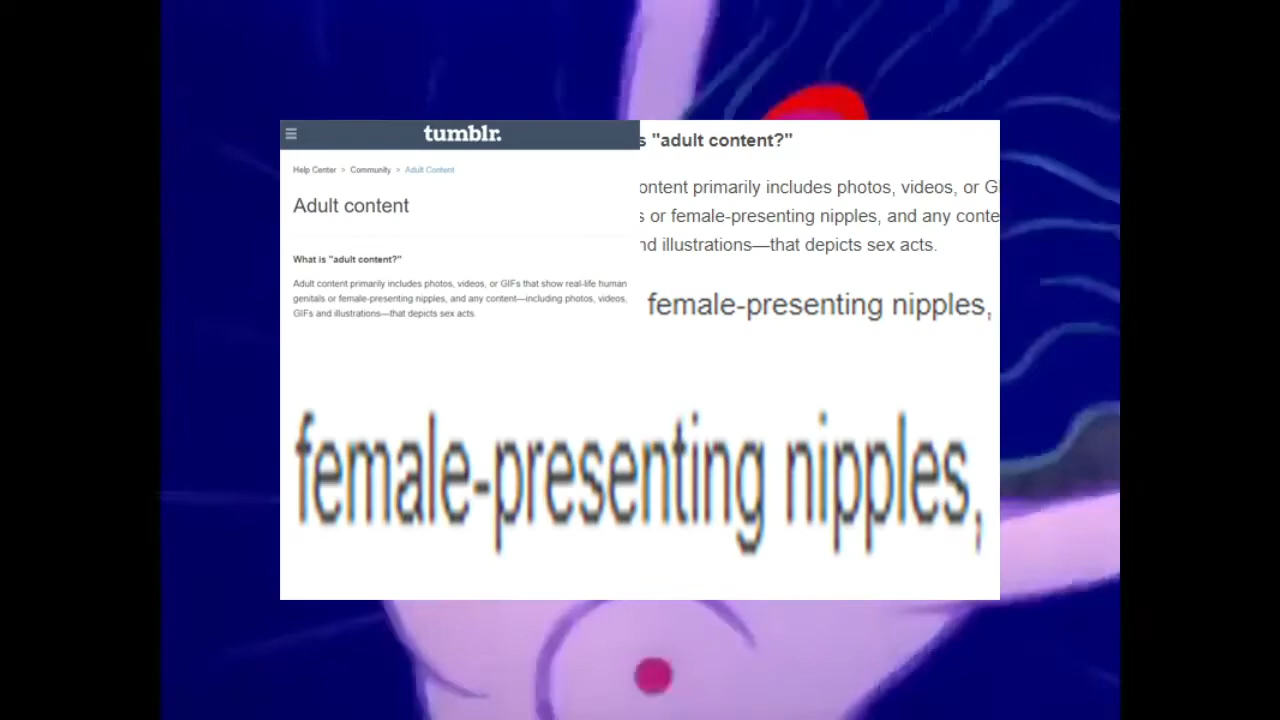 tumblr.
Help Center > Community > Adult Content
Adult content
What is "adult content?"
Adult content primarily includes photos, videos, or GIFs that show real-life human
genitals or female-presenting nipples, and any content—including photos, videos,
GIFs and illustrations—that depicts sex acts.
s "adult content?"
ontent primarily includes photos, videos, or G
s or female-presenting nipples, and any conte
nd illustrations—that depicts sex acts.
female-presenting nipples,
female-presenting nipples,